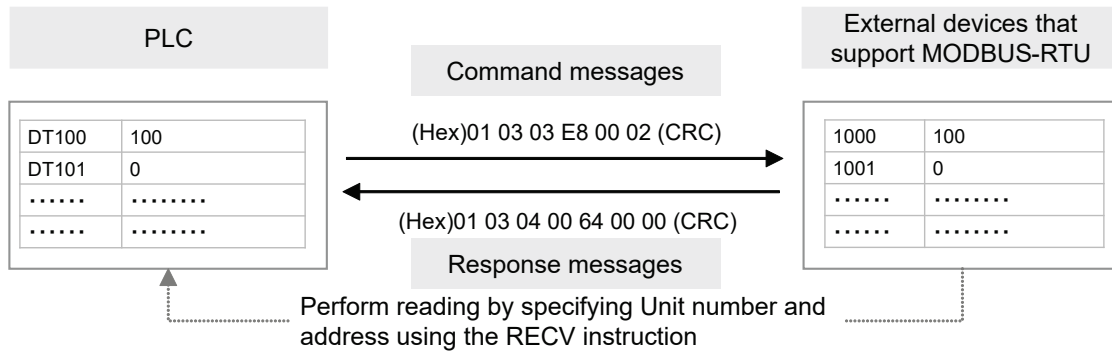 PLC
External devices that
support MODBUS-RTU
Command messages
(Hex)01 03 03 E8 00 02 (CRC)
DT100 100
DT101 0
······ ········
······ ········
1000 100
1001 0
······ ········
······ ········
(Hex)01 03 04 00 64 00 00 (CRC)
Response messages
Perform reading by specifying Unit number and
address using the RECV instruction